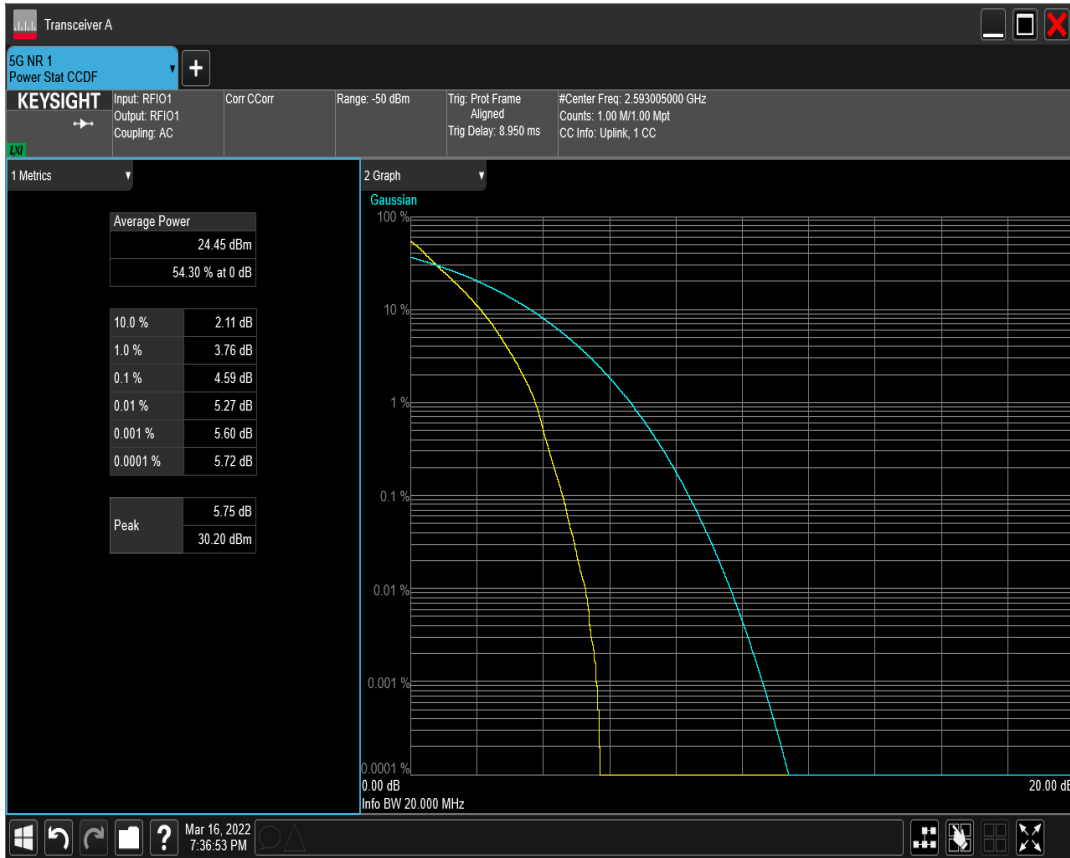 Transceiver A
5G NR 1
Power Stat CCDF
+
KEYSIGHT
LXI
Input: RFIO1
Output: RFIO1
Coupling: AC
Corr CCorr
Range: -50 dBm
Trig: Prot Frame
Aligned
Trig Delay: 8.950 ms
#Center Freq: 2.593005000 GHz
Counts: 1.00 M/1.00 Mpt
CC Info: Uplink, 1 CC
1 Metrics
Average Power
24.45 dBm
54.30 % at 0 dB
10.0 % 2.11 dB
1.0 % 3.76 dB
0.1 % 4.59 dB
0.01 % 5.27 dB
0.001 % 5.60 dB
0.0001 % 5.72 dB
Peak 5.75 dB
30.20 dBm
2 Graph
Gaussian
100 %
10 %
1 %
0.1 %
0.01 %
0.001 %
0.0001 %
0.00 dB 20.00 dB
Info BW 20.000 MHz
?
Mar 16, 2022
7:36:53 PM